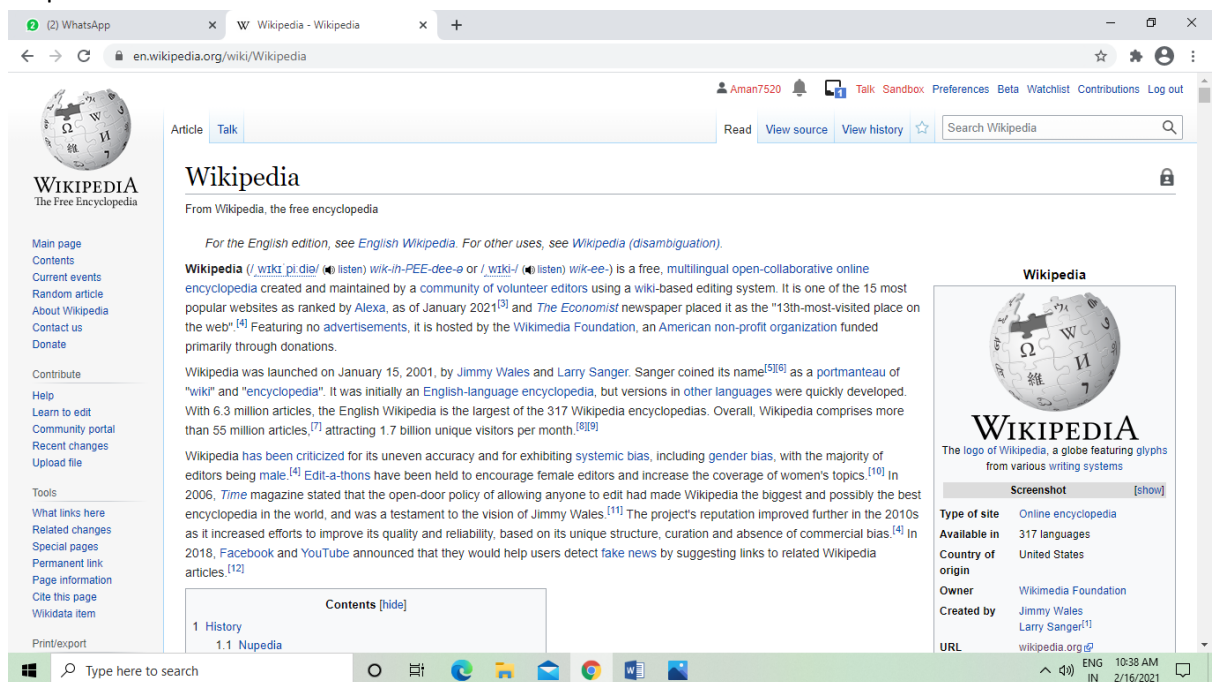 (2) WhatsApp
Wikipedia - Wikipedia
en.wikipedia.org/wiki/Wikipedia
Aman7520 1 Talk Sandbox Preferences Beta Watchlist Contributions Log out
Article Talk
Read View source View history Search Wikipedia
WIKIPEDIA
The Free Encyclopedia
Main page
Contents
Current events
Random article
About Wikipedia
Contact us
Donate
Contribute
Help
Learn to edit
Community portal
Recent changes
Upload file
Tools
What links here
Related changes
Special pages
Permanent link
Page information
Cite this page
Wikidata item
Print/export
Wikipedia
From Wikipedia, the free encyclopedia
For the English edition, see English Wikipedia. For other uses, see Wikipedia (disambiguation).
Wikipedia (/ˌwɪkɪˈpiːdiə/ (listen) wik-ih-PEE-dee-ə or /ˌwɪki-/ (listen) wik-ee-) is a free, multilingual open-collaborative online
encyclopedia created and maintained by a community of volunteer editors using a wiki-based editing system. It is one of the 15 most
popular websites as ranked by Alexa, as of January 2021[3] and The Economist newspaper placed it as the "13th-most-visited place on
the web".[4] Featuring no advertisements, it is hosted by the Wikimedia Foundation, an American non-profit organization funded
primarily through donations.
Wikipedia was launched on January 15, 2001, by Jimmy Wales and Larry Sanger. Sanger coined its name[5][6] as a portmanteau of
"wiki" and "encyclopedia". It was initially an English-language encyclopedia, but versions in other languages were quickly developed.
With 6.3 million articles, the English Wikipedia is the largest of the 317 Wikipedia encyclopedias. Overall, Wikipedia comprises more
than 55 million articles,[7] attracting 1.7 billion unique visitors per month.[8][9]
Wikipedia has been criticized for its uneven accuracy and for exhibiting systemic bias, including gender bias, with the majority of
editors being male.[4] Edit-a-thons have been held to encourage female editors and increase the coverage of women's topics.[10] In
2006, Time magazine stated that the open-door policy of allowing anyone to edit had made Wikipedia the biggest and possibly the best
encyclopedia in the world, and was a testament to the vision of Jimmy Wales.[11] The project's reputation improved further in the 2010s
as it increased efforts to improve its quality and reliability, based on its unique structure, curation and absence of commercial bias.[4] In
2018, Facebook and YouTube announced that they would help users detect fake news by suggesting links to related Wikipedia
articles.[12]
Contents [hide]
1 History
1.1 Nupedia
Wikipedia
WIKIPEDIA
The logo of Wikipedia, a globe featuring glyphs
from various writing systems
Screenshot [show]
Type of site Online encyclopedia
Available in 317 languages
Country of origin United States
Owner Wikimedia Foundation
Created by Jimmy Wales
Larry Sanger[1]
URL wikipedia.org
Type here to search
ENG 10:38 AM
IN 2/16/2021